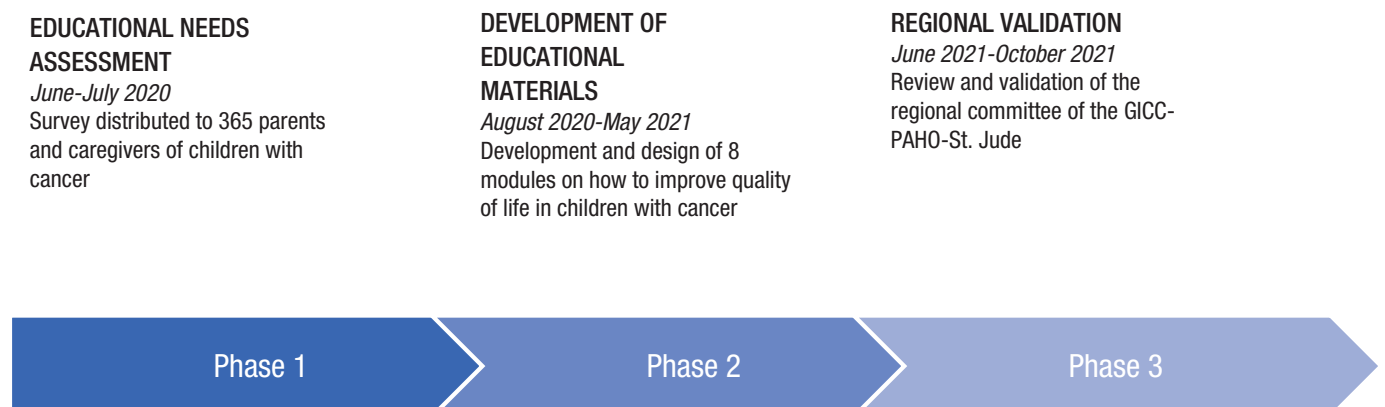 EDUCATIONAL NEEDS
ASSESSMENT
June-July 2020
Survey distributed to 365 parents
and caregivers of children with
cancer
DEVELOPMENT OF
EDUCATIONAL
MATERIALS
August 2020-May 2021
Development and design of 8
modules on how to improve quality
of life in children with cancer
REGIONAL VALIDATION
June 2021-October 2021
Review and validation of the
regional committee of the GICC-
PAHO-St. Jude
Phase 1
Phase 2
Phase 3